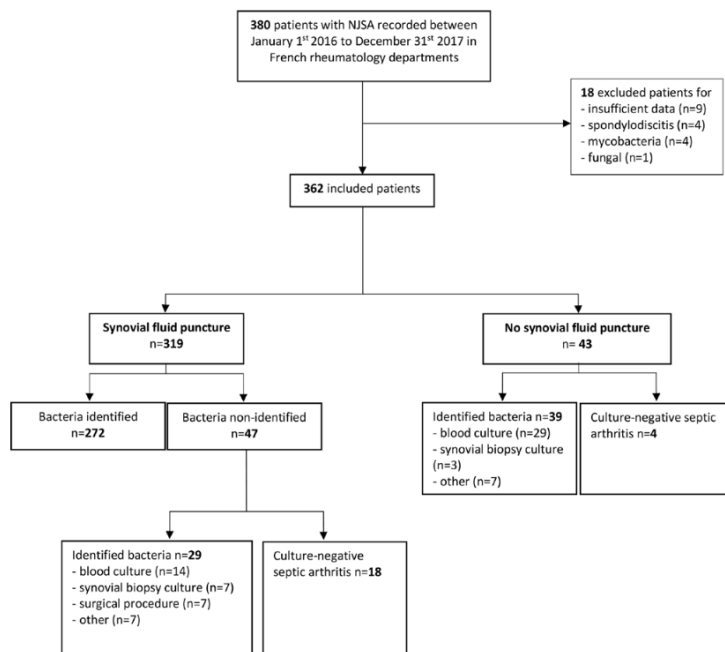 380 patients with NJSA recorded between
January 1st 2016 to December 31st 2017 in
French rheumatology departments
18 excluded patients for
- insufficient data (n=9)
- spondylodiscitis (n=4)
- mycobacteria (n=4)
- fungal (n=1)
362 included patients
Synovial fluid puncture
n=319
No synovial fluid puncture
n= 43
Bacteria identified
n=272
Bacteria non-identified
n=47
Identified bacteria n=39
- blood culture (n=29)
- synovial biopsy culture
(n=3)
- other (n=7)
Culture-negative septic
arthritis n=4
Identified bacteria n=29
- blood culture (n=14)
- synovial biopsy culture (n=7)
- surgical procedure (n=7)
- other (n=7)
Culture-negative
septic arthritis n=18